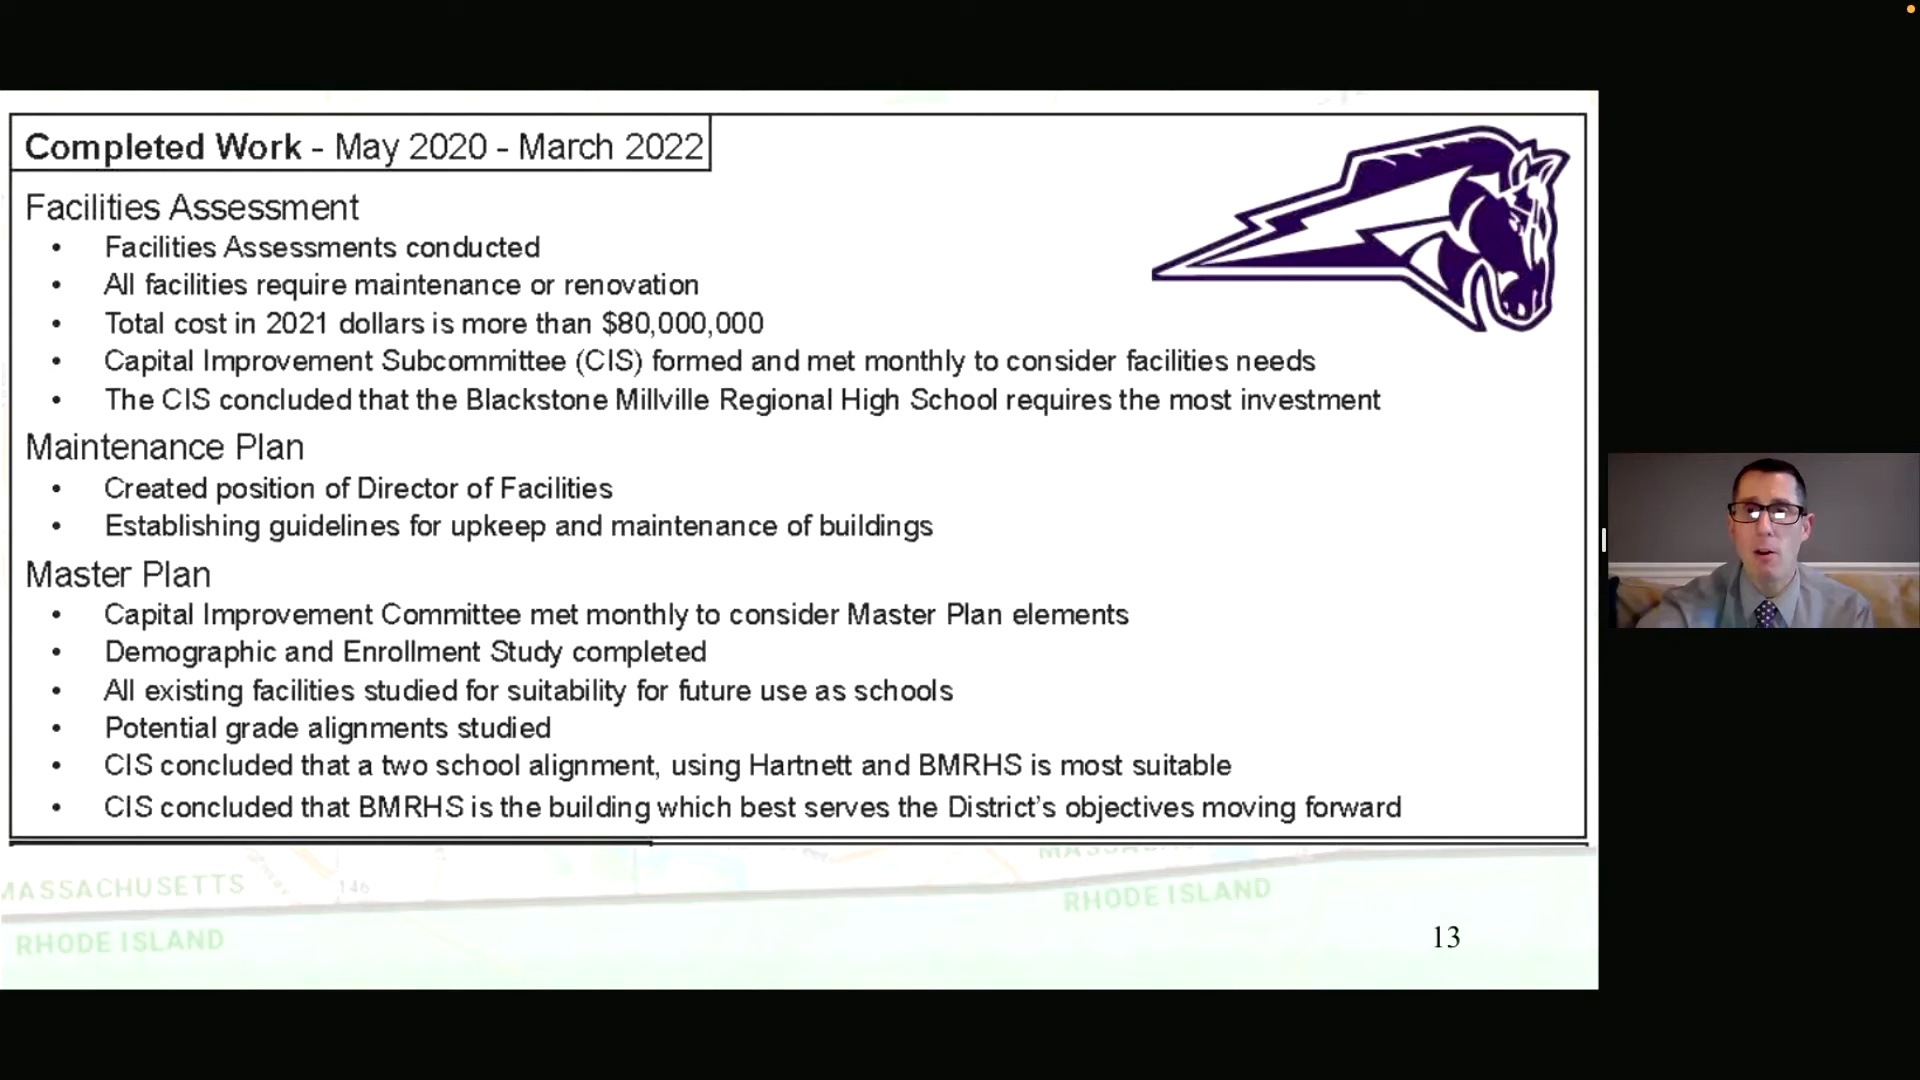 Completed Work - May 2020 - March 2022
Facilities Assessment
• Facilities Assessments conducted
• All facilities require maintenance or renovation
• Total cost in 2021 dollars is more than $80,000,000
• Capital Improvement Subcommittee (CIS) formed and met monthly to consider facilities needs
• The CIS concluded that the Blackstone Millville Regional High School requires the most investment
Maintenance Plan
• Created position of Director of Facilities
• Establishing guidelines for upkeep and maintenance of buildings
Master Plan
• Capital Improvement Committee met monthly to consider Master Plan elements
• Demographic and Enrollment Study completed
• All existing facilities studied for suitability for future use as schools
• Potential grade alignments studied
• CIS concluded that a two school alignment, using Hartnett and BMRHS is most suitable
• CIS concluded that BMRHS is the building which best serves the District's objectives moving forward
MASSACHUSETTS
146
RHODE ISLAND
RHODE ISLAND
13